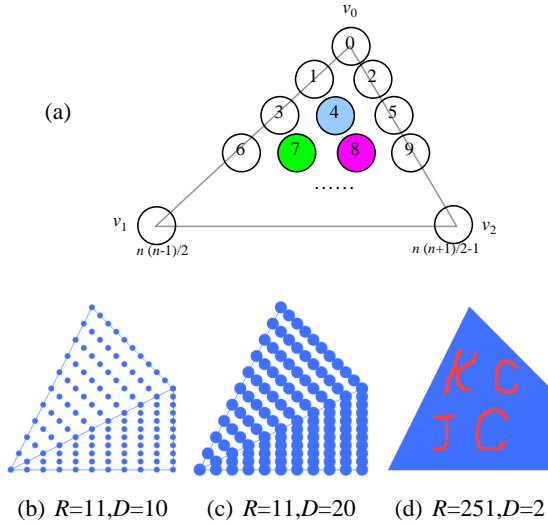 v0
0
1 2
(a) 3 4 5
6 7 8 9
......
v1 v2
n (n-1)/2 n (n+1)/2-1
K C
J C
(b) R=11,D=10 (c) R=11,D=20 (d) R=251,D=2